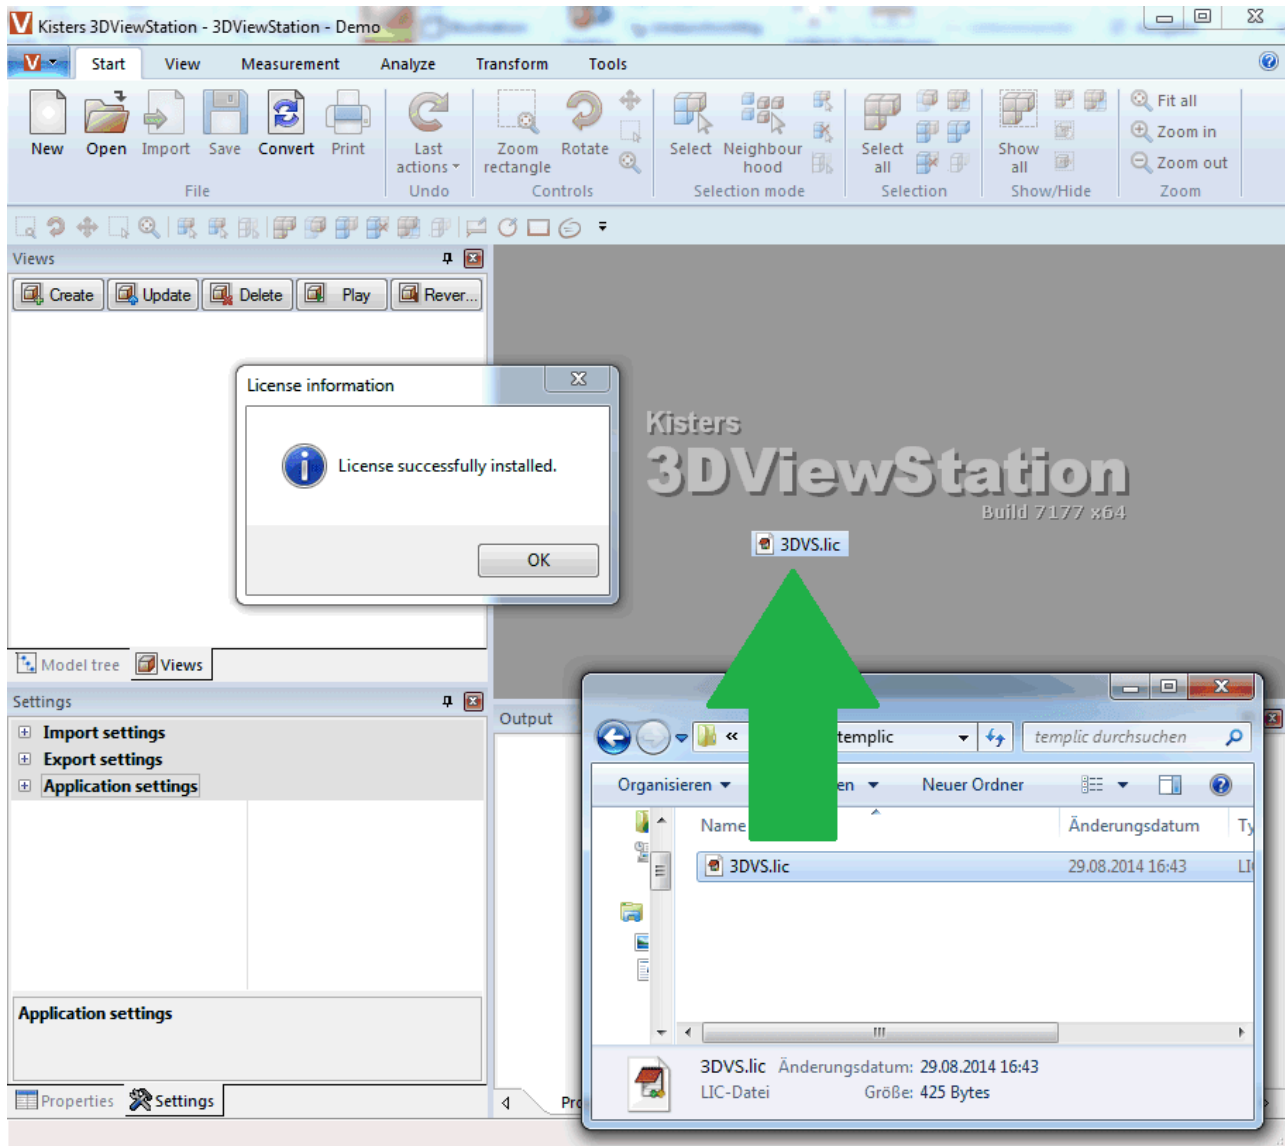 Kisters 3DViewStation - 3DViewStation - Demo
Start View Measurement Analyze Transform Tools
New Open Import Save Convert Print
Last actions
Zoom rectangle
Rotate
Select
Neighbour hood
Select all
Show all
Fit all
Zoom in
Zoom out
File Undo Controls Selection mode Selection Show/Hide Zoom
Views
Create Update Delete Play Rever...
License information
License successfully installed.
OK
Kisters
3DViewStation
Build 7177 x64
3DVS.lic
Model tree Views
Settings
Import settings
Export settings
Application settings
Application settings
Properties Settings
Output
« templic
templic durchsuchen
Organisieren en Neuer Ordner
Name Änderungsdatum Ty
3DVS.lic 29.08.2014 16:43 LI
3DVS.lic Änderungsdatum: 29.08.2014 16:43
LIC-Datei Größe: 425 Bytes